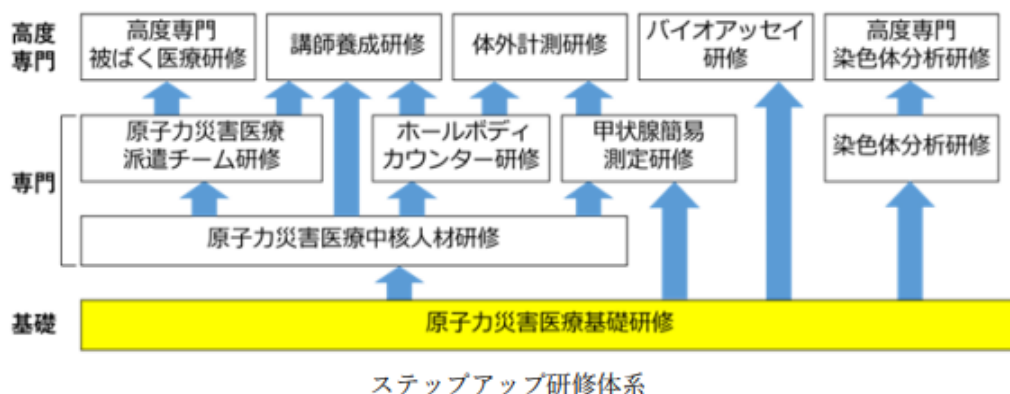 高度
専門
高度専門
被ばく医療研修
講師養成研修
体外計測研修
バイオアッセイ
研修
高度専門
染色体分析研修
専門
原子力災害医療
派遣チーム研修
ホールボディ
カウンター研修
甲状腺簡易
測定研修
染色体分析研修
原子力災害医療中核人材研修
基礎
原子力災害医療基礎研修
ステップアップ研修体系